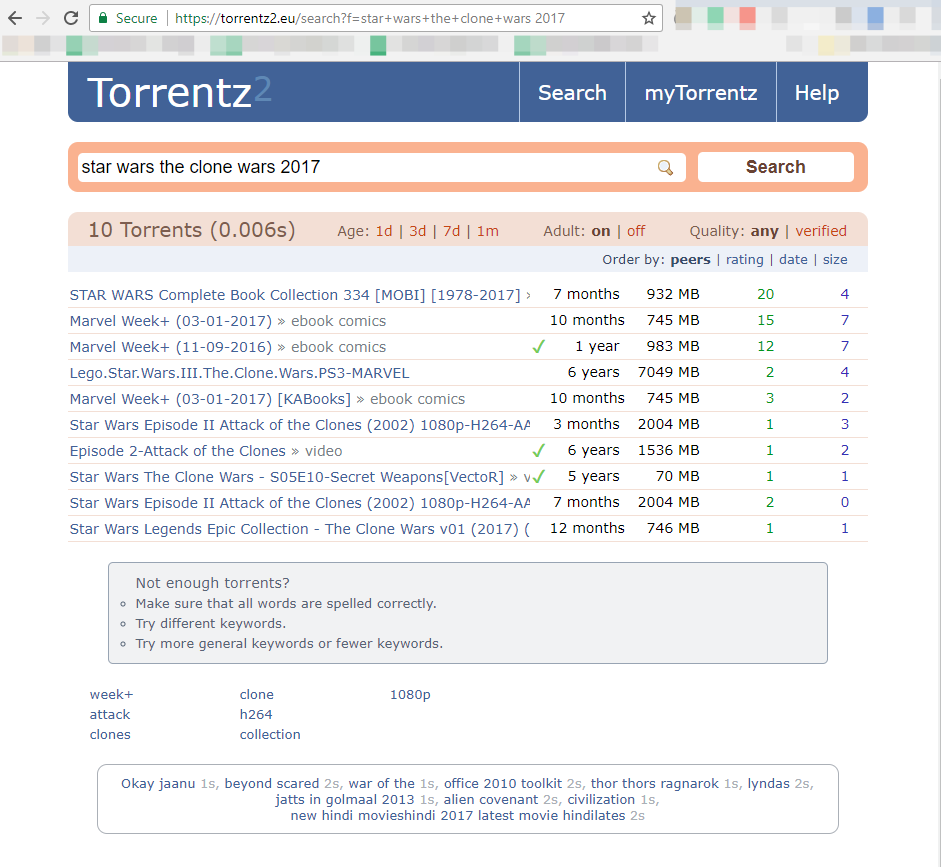 Secure https://torrentz2.eu/search?f=star+wars+the+clone+wars 2017
Torrentz2 Search myTorrentz Help
star wars the clone wars 2017 Search
10 Torrents (0.006s) Age: 1d | 3d | 7d | 1m Adult: on | off Quality: any | verified
Order by: peers | rating | date | size
STAR WARS Complete Book Collection 334 [MOBI] [1978-2017] » 7 months 932 MB 20 4
Marvel Week+ (03-01-2017) » ebook comics 10 months 745 MB 15 7
Marvel Week+ (11-09-2016) » ebook comics ✓ 1 year 983 MB 12 7
Lego.Star.Wars.III.The.Clone.Wars.PS3-MARVEL 6 years 7049 MB 2 4
Marvel Week+ (03-01-2017) [KABooks] » ebook comics 10 months 745 MB 3 2
Star Wars Episode II Attack of the Clones (2002) 1080p-H264-AA 3 months 2004 MB 1 3
Episode 2-Attack of the Clones » video ✓ 6 years 1536 MB 1 2
Star Wars The Clone Wars - S05E10-Secret Weapons[VectoR] » v ✓ 5 years 70 MB 1 1
Star Wars Episode II Attack of the Clones (2002) 1080p-H264-AA 7 months 2004 MB 2 0
Star Wars Legends Epic Collection - The Clone Wars v01 (2017) ( 12 months 746 MB 1 1
Not enough torrents?
Make sure that all words are spelled correctly.
Try different keywords.
Try more general keywords or fewer keywords.
week+ clone 1080p
attack h264
clones collection
Okay jaanu 1s, beyond scared 2s, war of the 1s, office 2010 toolkit 2s, thor thors ragnarok 1s, lyndas 2s,
jatts in golmaal 2013 1s, alien covenant 2s, civilization 1s,
new hindi movieshindi 2017 latest movie hindilates 2s